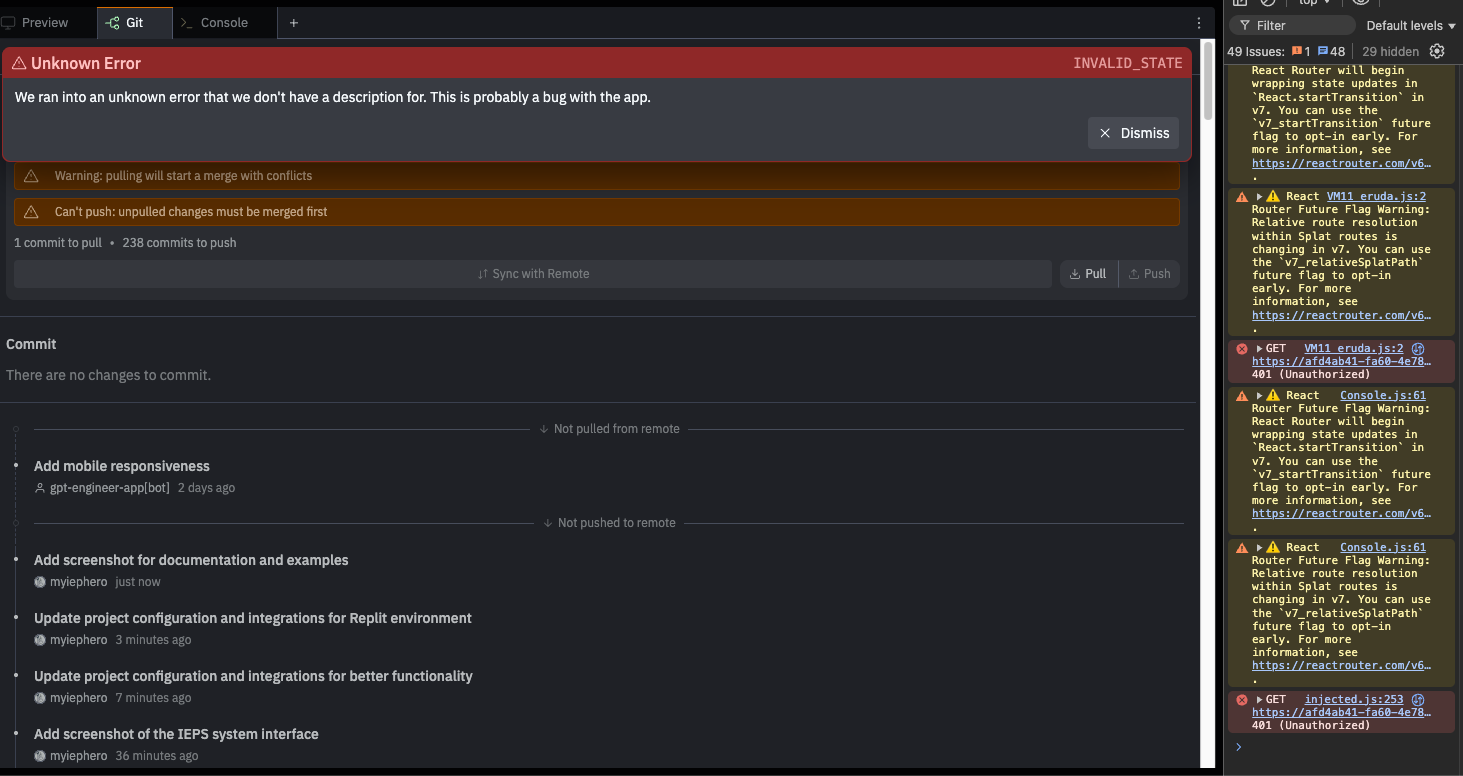 Preview
Git
>_ Console
+
Unknown Error
INVALID_STATE
We ran into an unknown error that we don't have a description for. This is probably a bug with the app.
Dismiss
Warning: pulling will start a merge with conflicts
Can't push: unpulled changes must be merged first
1 commit to pull • 238 commits to push
Sync with Remote
Pull
Push
Commit
There are no changes to commit.
Not pulled from remote
Add mobile responsiveness
gpt-engineer-app[bot] 2 days ago
Not pushed to remote
Add screenshot for documentation and examples
myiephero just now
Update project configuration and integrations for Replit environment
myiephero 3 minutes ago
Update project configuration and integrations for better functionality
myiephero 7 minutes ago
Add screenshot of the IEPS system interface
myiephero 36 minutes ago
top
Filter
Default levels
49 Issues: 1 48 29 hidden
React Router will begin
wrapping state updates in
`React.startTransition` in
v7. You can use the
`v7_startTransition` future
flag to opt-in early. For
more information, see
https://reactrouter.com/v6…
.
React VM11 eruda.js:2
Router Future Flag Warning:
Relative route resolution
within Splat routes is
changing in v7. You can use
the `v7_relativeSplatPath`
future flag to opt-in
early. For more
information, see
https://reactrouter.com/v6…
.
GET VM11 eruda.js:2
https://afd4ab41-fa60-4e78…
401 (Unauthorized)
React Console.js:61
Router Future Flag Warning:
React Router will begin
wrapping state updates in
`React.startTransition` in
v7. You can use the
`v7_startTransition` future
flag to opt-in early. For
more information, see
https://reactrouter.com/v6…
.
React Console.js:61
Router Future Flag Warning:
Relative route resolution
within Splat routes is
changing in v7. You can use
the `v7_relativeSplatPath`
future flag to opt-in
early. For more
information, see
https://reactrouter.com/v6…
.
GET injected.js:253
https://afd4ab41-fa60-4e78…
401 (Unauthorized)